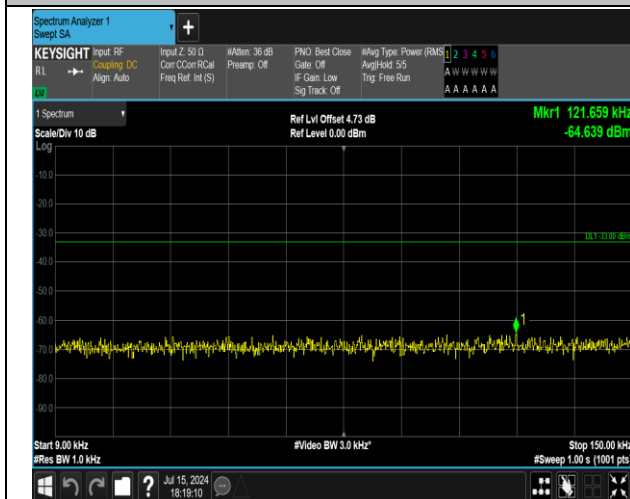 Spectrum Analyzer 1
Swept SA
+
KEYSIGHT
RL
Input: RF
Coupling: DC
Align: Auto
Input Z: 50 Ω
Corr CCorr RCal
Freq Ref: Int (S)
#Atten: 36 dB
Preamp: Off
PNO: Best Close
Gate: Off
IF Gain: Low
Sig Track: Off
#Avg Type: Power (RMS
Avg|Hold: 5/5
Trig: Free Run
1 2 3 4 5 6
A W W W W W
A A A A A A
1 Spectrum
Scale/Div 10 dB
Log
Ref Lvl Offset 4.73 dB
Ref Level 0.00 dBm
Mkr1 121.659 kHz
-64.639 dBm
-10.0
-20.0
-30.0
DL1 -33.00 dBm
-40.0
-50.0
-60.0
1
-70.0
-80.0
-90.0
Start 9.00 kHz
#Res BW 1.0 kHz
#Video BW 3.0 kHz*
Stop 150.00 kHz
#Sweep 1.00 s (1001 pts
?
Jul 15, 2024
18:19:10